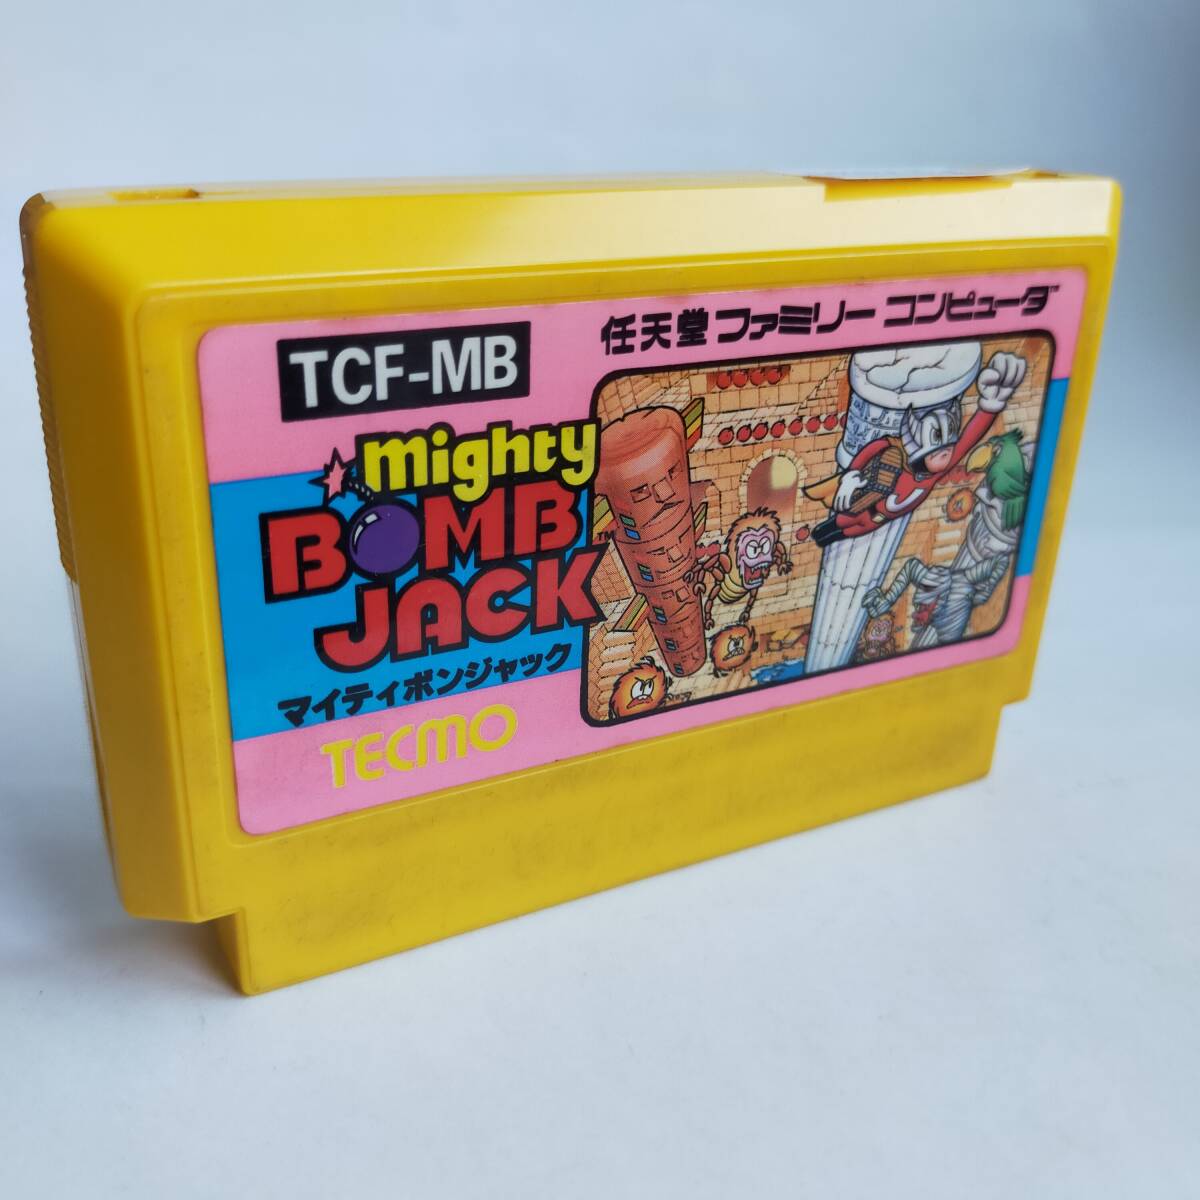 TCF-MB
任天堂 ファミリー コンピュータ
mighty
BOMB
JACK
TM
マイティボンジャック
TECMO